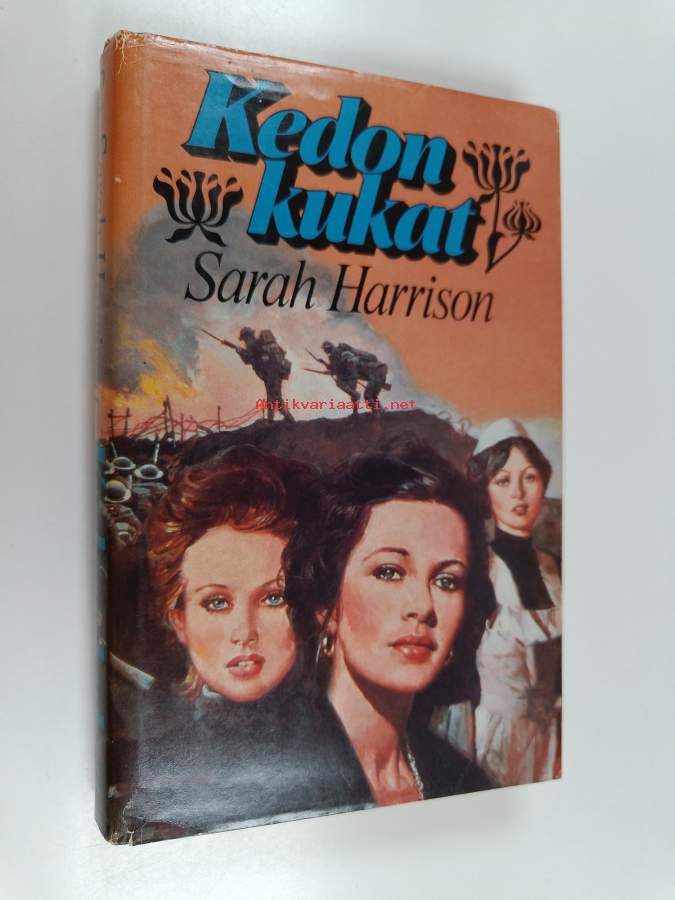 Kedon
kukat
Sarah Harrison
Antikvariaatti.net